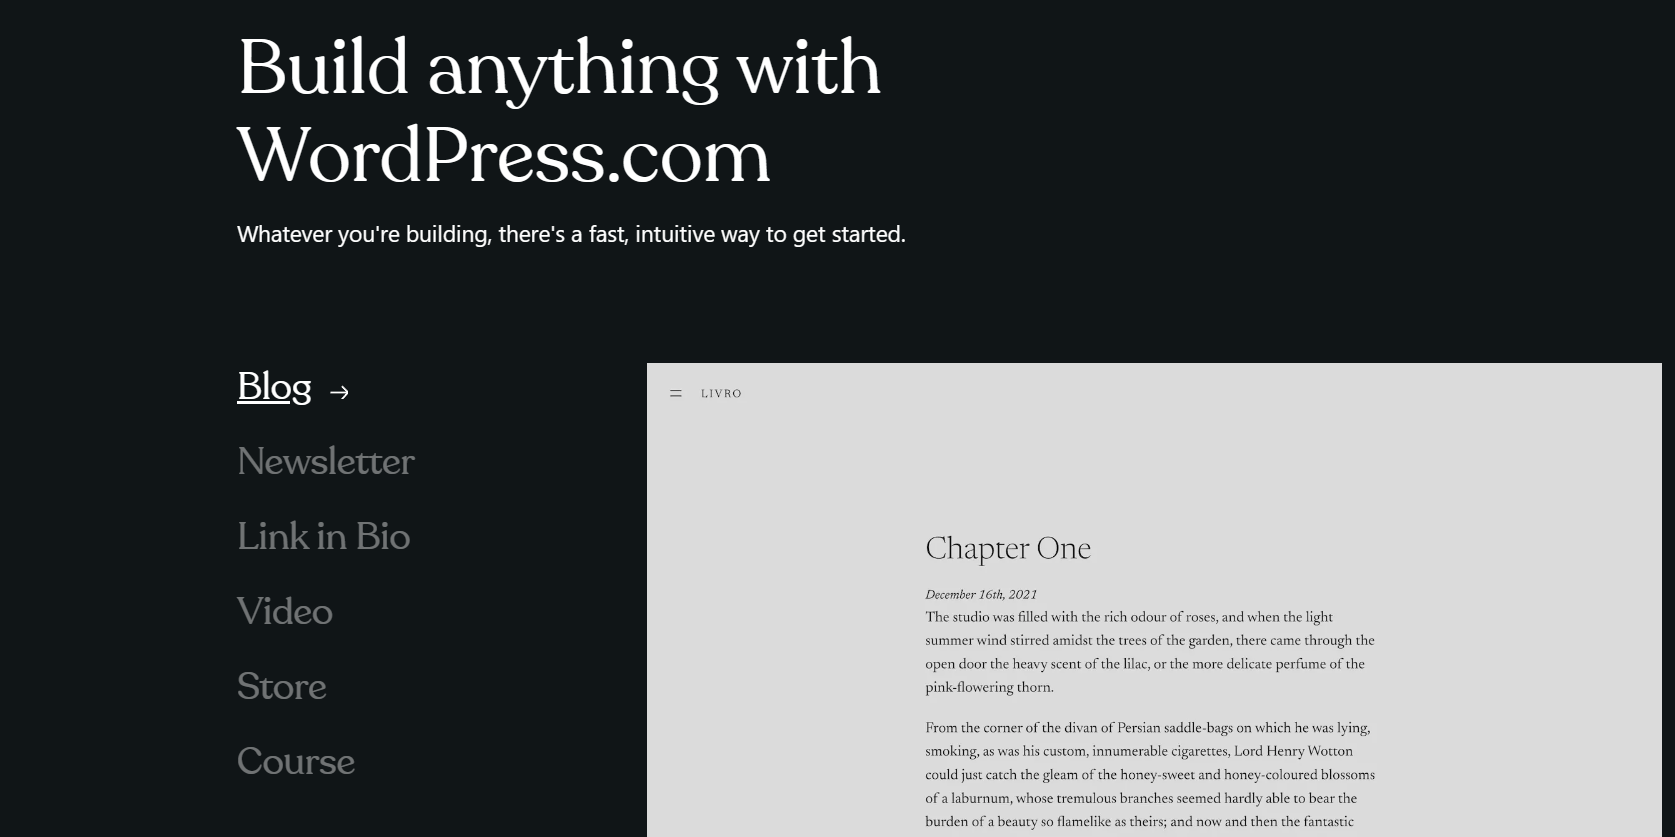 Build anything with
WordPress.com
Whatever you're building, there's a fast, intuitive way to get started.
Blog →
Newsletter
Link in Bio
Video
Store
Course
LIVRO
Chapter One
December 16th, 2021
The studio was filled with the rich odour of roses, and when the light
summer wind stirred amidst the trees of the garden, there came through the
open door the heavy scent of the lilac, or the more delicate perfume of the
pink-flowering thorn.
From the corner of the divan of Persian saddle-bags on which he was lying,
smoking, as was his custom, innumerable cigarettes, Lord Henry Wotton
could just catch the gleam of the honey-sweet and honey-coloured blossoms
of a laburnum, whose tremulous branches seemed hardly able to bear the
burden of a beauty so flamelike as theirs; and now and then the fantastic